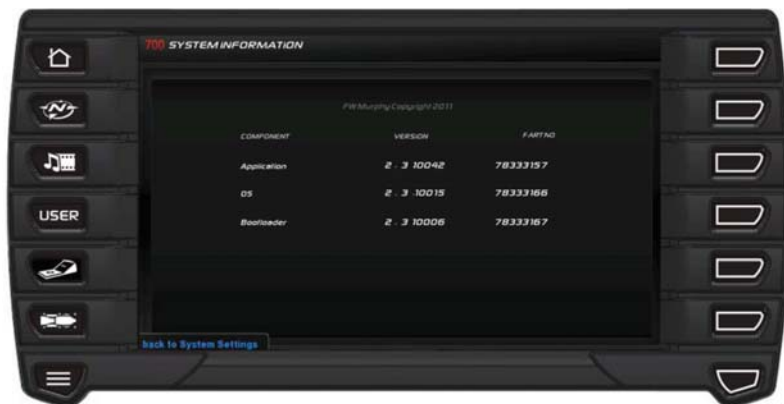 700 SYSTEM INFORMATION
FW Murphy Copyright 2011
COMPONENT VERSION PART NO
Application 2 . 3 10042 78333157
OS 2 . 3 .10015 78333166
Bootloader 2 . 3 10006 78333167
USER
back to System Settings